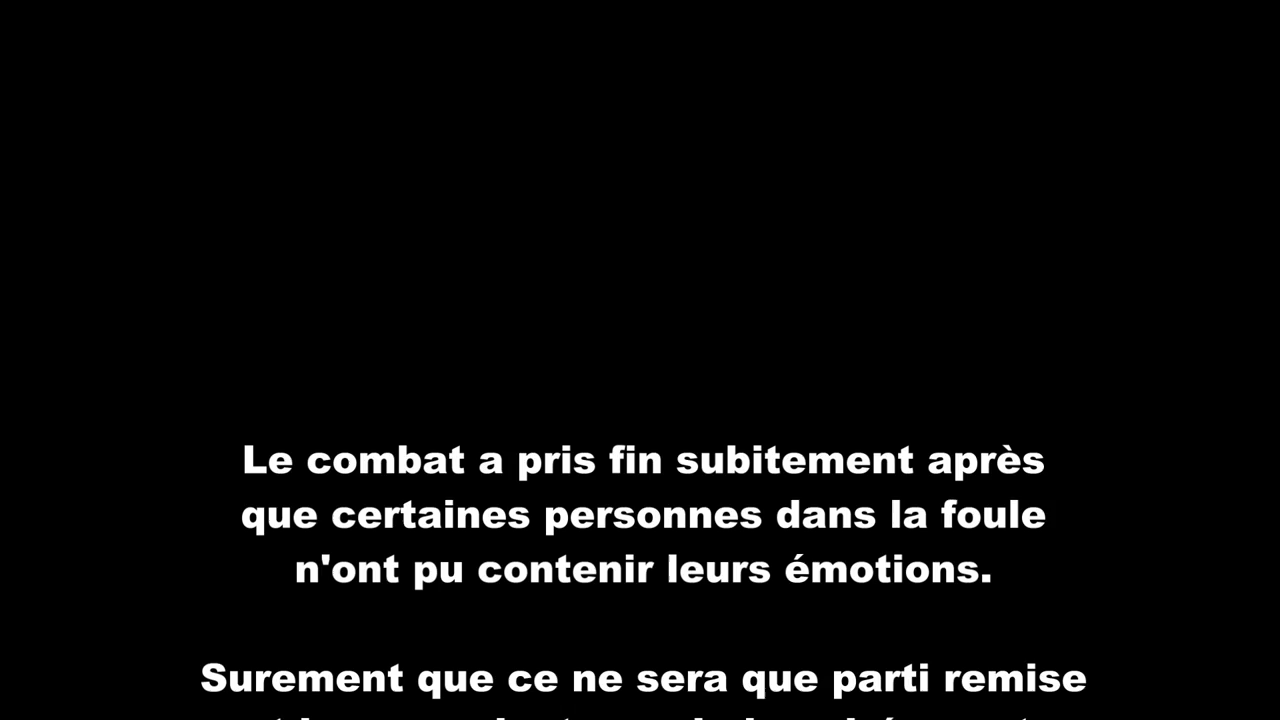 Le combat a pris fin subitement après
que certaines personnes dans la foule
n'ont pu contenir leurs émotions.
Surement que ce ne sera que parti remise